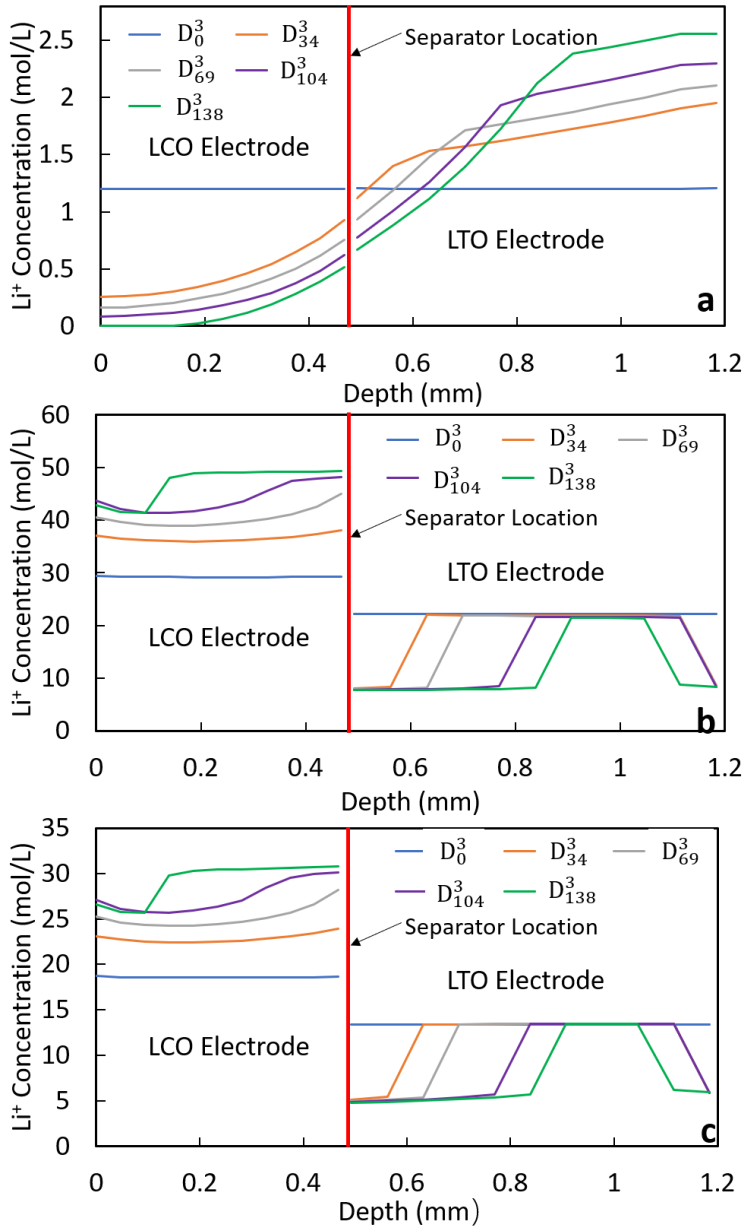 2.5
2
1.5
1
0.5
0
Li⁺ Concentration (mol/L)
D₀³ D₃₄³
D₆₉³ D₁₀₄³
D₁₃₈³
Separator Location
LCO Electrode
LTO Electrode
a
0 0.2 0.4 0.6 0.8 1 1.2
Depth (mm)
60
50
40
30
20
10
0
Li⁺ Concentration (mol/L)
D₀³ D₃₄³ D₆₉³
D₁₀₄³ D₁₃₈³
Separator Location
LTO Electrode
LCO Electrode
b
0 0.2 0.4 0.6 0.8 1 1.2
Depth (mm)
35
30
25
20
15
10
5
0
Li⁺ Concentration (mol/L)
D₀³ D₃₄³ D₆₉³
D₁₀₄³ D₁₃₈³
Separator Location
LTO Electrode
LCO Electrode
c
0 0.2 0.4 0.6 0.8 1 1.2
Depth (mm）